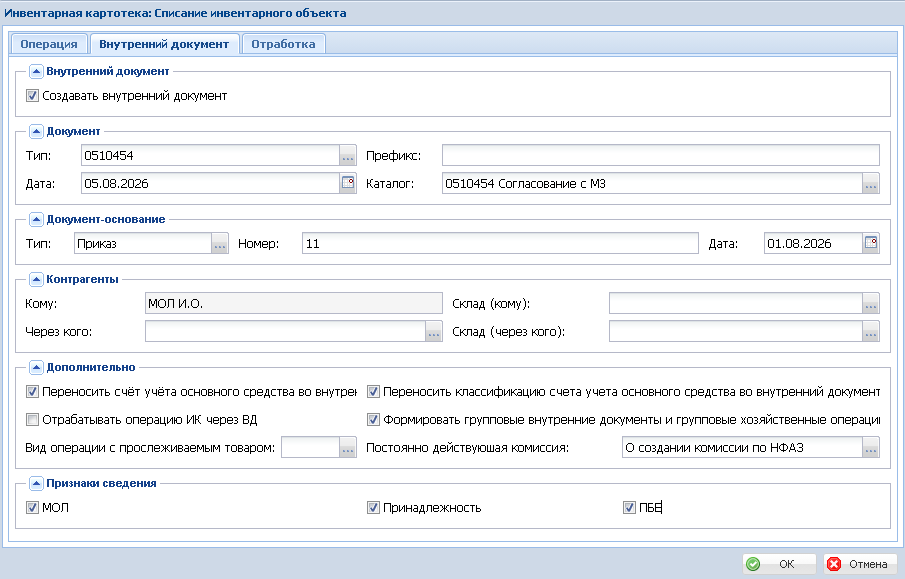 Инвентарная картотека: Списание инвентарного объекта
Операция Внутренний документ Отработка
Внутренний документ
Создавать внутренний документ
Документ
Тип: 0510454 ... Префикс:
Дата: 05.08.2026 Каталог: 0510454 Согласование с МЗ ...
Документ-основание
Тип: Приказ ... Номер: 11 Дата: 01.08.2026
Контрагенты
Кому: МОЛ И.О. Склад (кому): ...
Через кого: ... Склад (через кого): ...
Дополнительно
Переносить счёт учёта основного средства во внутрен Переносить классификацию счета учета основного средства во внутренний документ
Отрабатывать операцию ИК через ВД Формировать групповые внутренние документы и групповые хозяйственные операци
Вид операции с прослеживаемым товаром: ... Постоянно действующая комиссия: О создании комиссии по НФАЗ ...
Признаки сведения
МОЛ Принадлежность ПБЕ
ОК Отмена